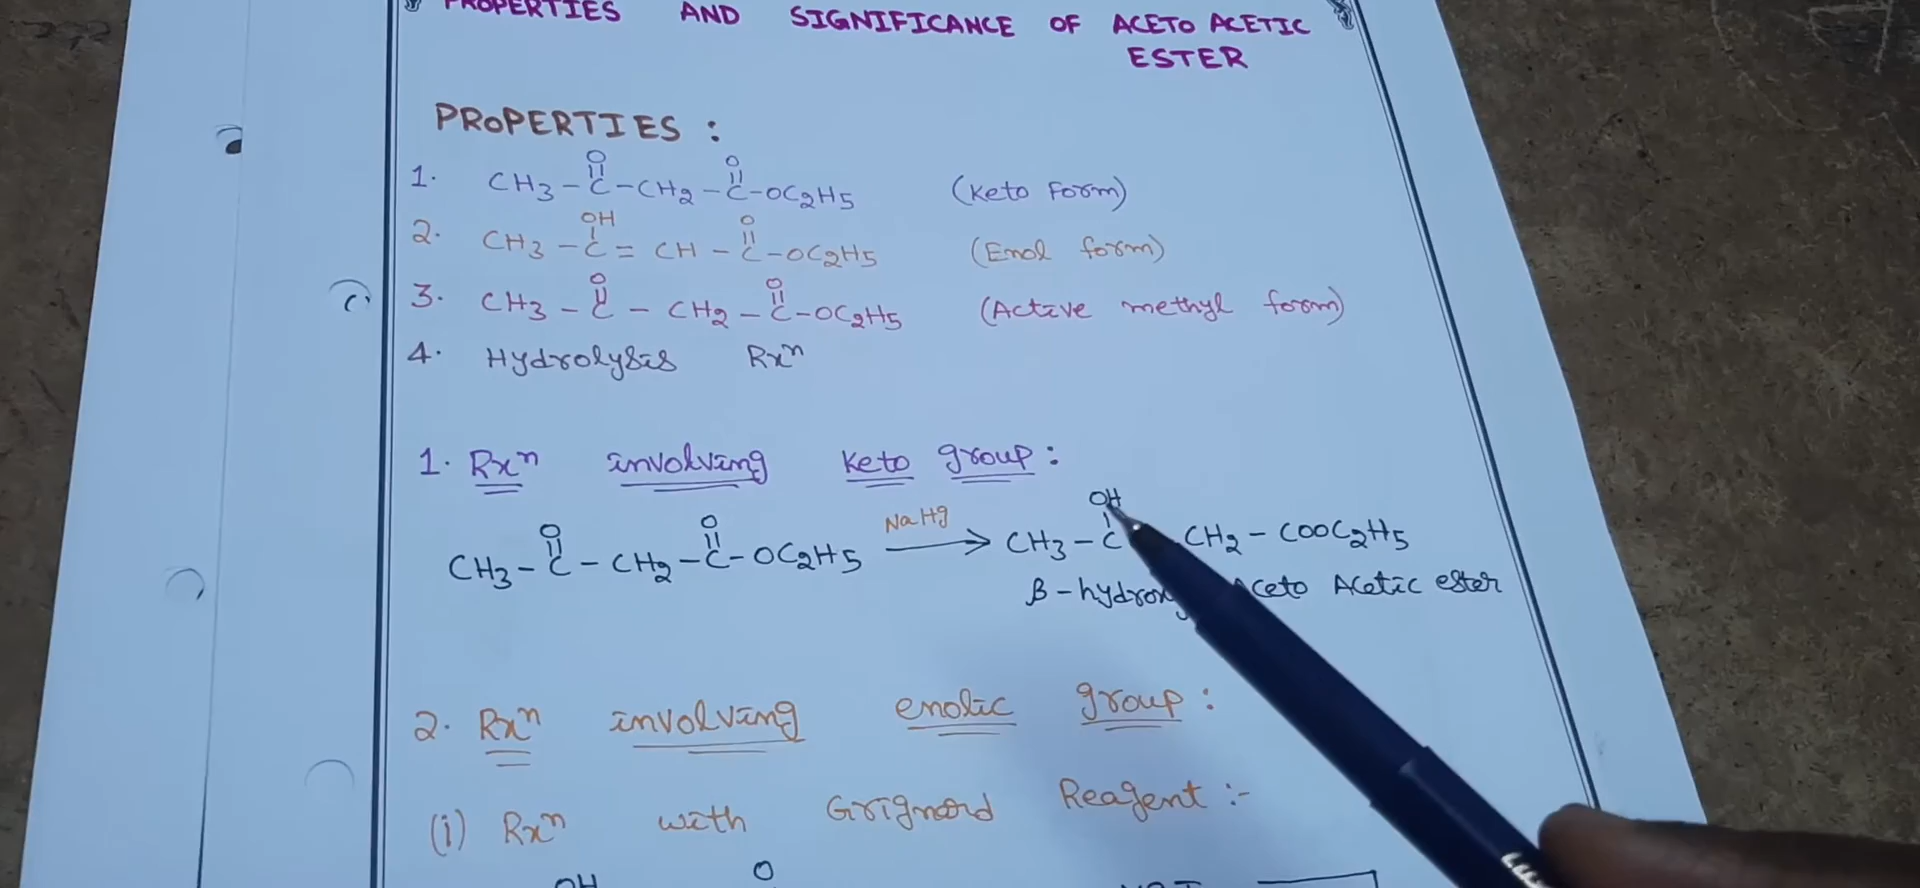 PROPERTIES AND SIGNIFICANCE OF ACETO ACETIC
ESTER
PROPERTIES :
O O
1. CH3 – C – CH2 – C – OC2H5 (Keto Form)
OH O
2. CH3 – C = CH – C – OC2H5 (Enol form)
O O
3. CH3 – C – CH2 – C – OC2H5 (Active methyl form)
4. Hydrolysis Rxn
1. Rxn involving keto group :
O O NaHg OH
CH3 – C – CH2 – C – OC2H5 ⟶ CH3 – C CH2 – COOC2H5
β – Aceto Acetic ester
2. Rxn involving enolic group :
(i) Rxn with Grignard Reagent :-
OH O